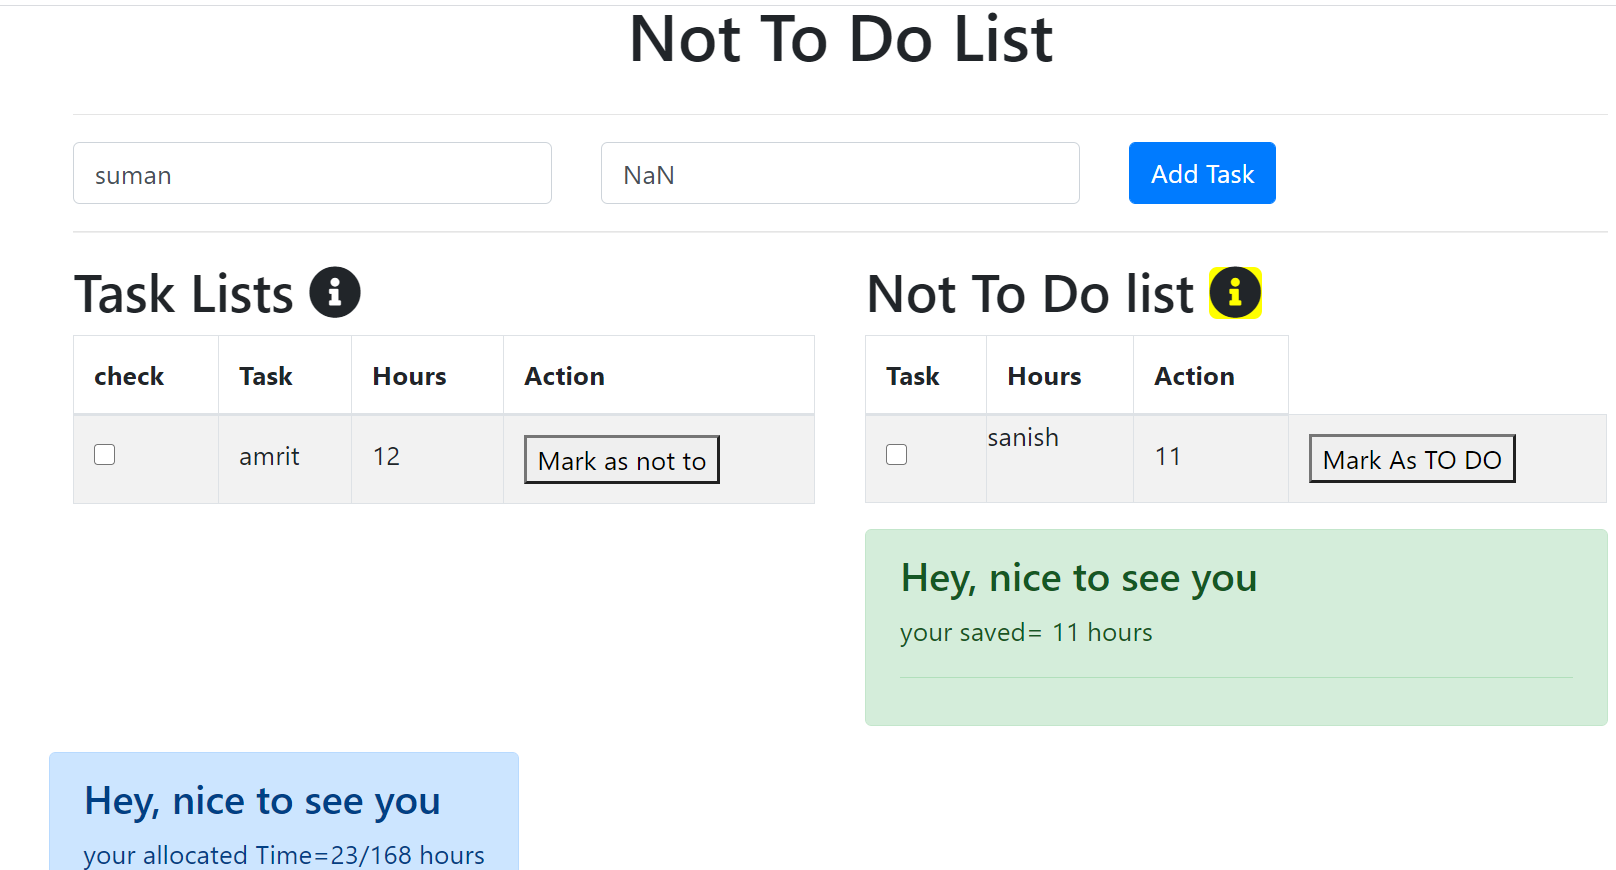 Not To Do List
suman
NaN
Add Task
Task Lists
check Task Hours Action
amrit 12 Mark as not to
Not To Do list
Task Hours Action
sanish 11 Mark As TO DO
Hey, nice to see you
your saved= 11 hours
Hey, nice to see you
your allocated Time=23/168 hours